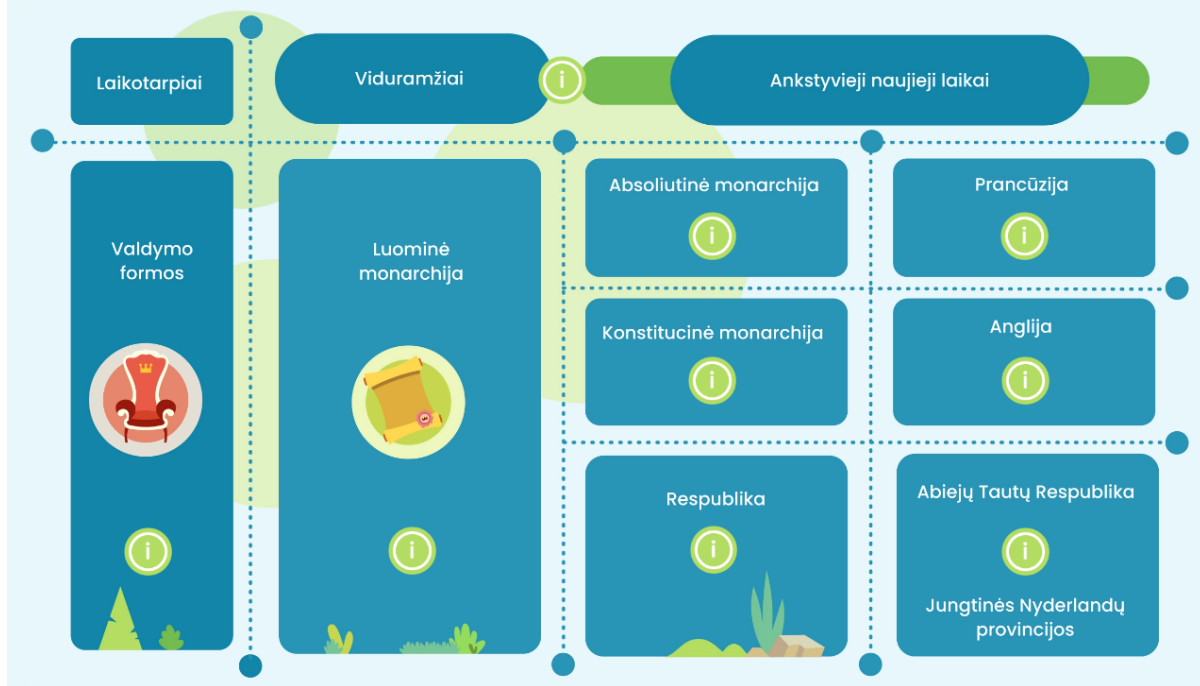 Laikotarpiai
Viduramžiai
Ankstyvieji naujieji laikai
Valdymo
formos
Luominė
monarchija
Absoliutinė monarchija
Prancūzija
Konstitucinė monarchija
Anglija
Respublika
Abiejų Tautų Respublika
Jungtinės Nyderlandų
provincijos